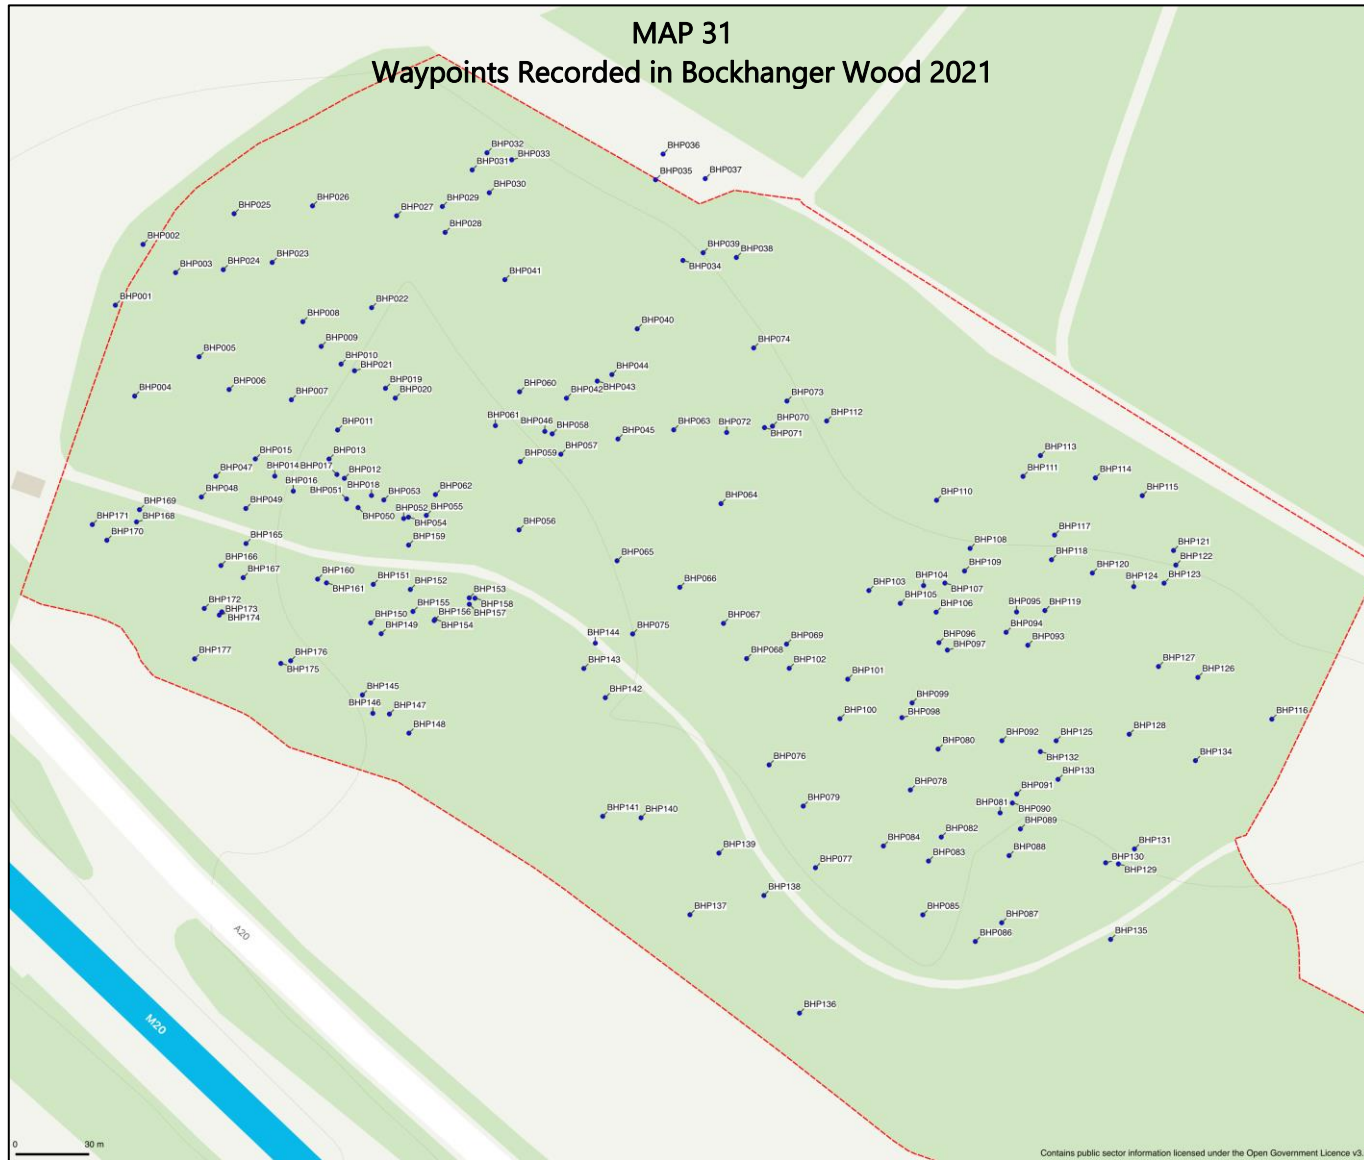 MAP 31
Waypoints Recorded in Bockhanger Wood 2021
BHP032
BHP033
BHP036
BHP031
BHP035
BHP037
BHP030
BHP026
BHP029
BHP025
BHP027
BHP028
BHP002
BHP039
BHP038
BHP023
BHP003
BHP024
BHP034
BHP041
BHP001
BHP022
BHP008
BHP040
BHP009
BHP074
BHP005
BHP010
BHP021
BHP044
BHP019
BHP043
BHP004
BHP006
BHP007
BHP020
BHP060
BHP042
BHP073
BHP061
BHP046
BHP070
BHP112
BHP011
BHP058
BHP045
BHP063
BHP072
BHP071
BHP057
BHP113
BHP015
BHP013
BHP059
BHP047
BHP014
BHP017
BHP012
BHP111
BHP114
BHP016
BHP018
BHP048
BHP051
BHP053
BHP062
BHP110
BHP115
BHP169
BHP049
BHP052
BHP055
BHP064
BHP171
BHP168
BHP050
BHP054
BHP056
BHP170
BHP165
BHP159
BHP117
BHP108
BHP121
BHP065
BHP118
BHP166
BHP122
BHP167
BHP160
BHP109
BHP120
BHP161
BHP151
BHP152
BHP066
BHP103
BHP104
BHP107
BHP124
BHP123
BHP153
BHP158
BHP105
BHP172
BHP155
BHP157
BHP106
BHP095
BHP119
BHP173
BHP174
BHP150
BHP156
BHP154
BHP067
BHP149
BHP144
BHP075
BHP094
BHP069
BHP096
BHP097
BHP093
BHP177
BHP176
BHP175
BHP143
BHP068
BHP102
BHP127
BHP101
BHP126
BHP145
BHP142
BHP099
BHP146
BHP147
BHP100
BHP098
BHP116
BHP148
BHP092
BHP125
BHP128
BHP080
BHP132
BHP076
BHP134
BHP133
BHP078
BHP091
BHP079
BHP081
BHP090
BHP141
BHP140
BHP089
BHP082
BHP084
BHP131
BHP139
BHP083
BHP088
BHP130
BHP077
BHP129
BHP138
BHP137
BHP085
BHP087
A20
BHP086
BHP135
BHP136
M20
0 30 m
Contains public sector information licensed under the Open Government Licence v3.